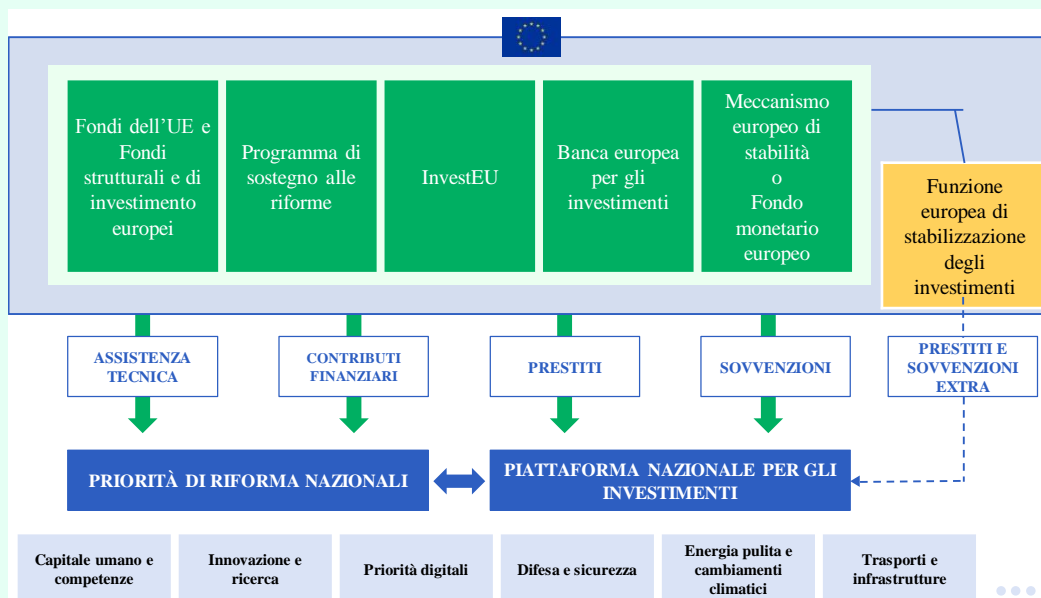 Fondi dell’UE e
Fondi
strutturali e di
investimento
europei
Programma di
sostegno alle
riforme
InvestEU
Banca europea
per gli
investimenti
Meccanismo
europeo di
stabilità
o
Fondo
monetario
europeo
Funzione
europea di
stabilizzazione
degli
investimenti
ASSISTENZA
TECNICA
CONTRIBUTI
FINANZIARI
PRESTITI
SOVVENZIONI
PRESTITI E
SOVVENZIONI
EXTRA
PRIORITÀ DI RIFORMA NAZIONALI
PIATTAFORMA NAZIONALE PER GLI
INVESTIMENTI
Capitale umano e
competenze
Innovazione e
ricerca
Priorità digitali
Difesa e sicurezza
Energia pulita e
cambiamenti
climatici
Trasporti e
infrastrutture